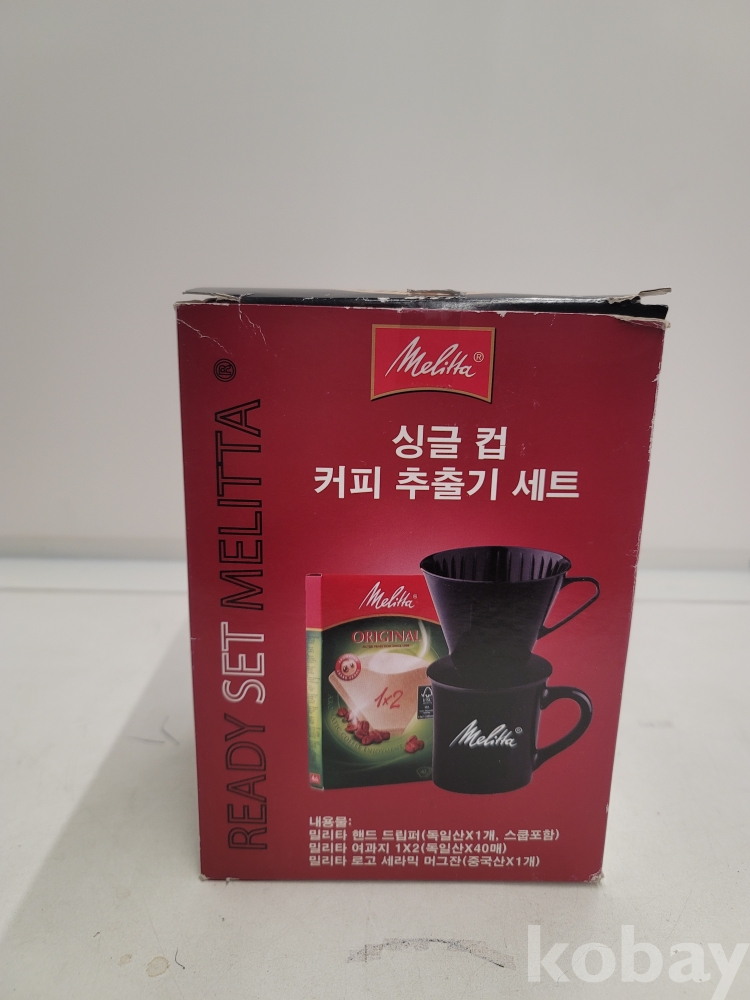 Melitta®
싱글 컵
커피 추출기 세트
READY SET MELITTA®
Melitta®
ORIGINAL
1x2
Melitta®
내용물:
밀리타 핸드 드립퍼(독일산X1개, 스쿱포함)
밀리타 여과지 1X2(독일산X40매)
밀리타 로고 세라믹 머그잔(중국산X1개)
kobay